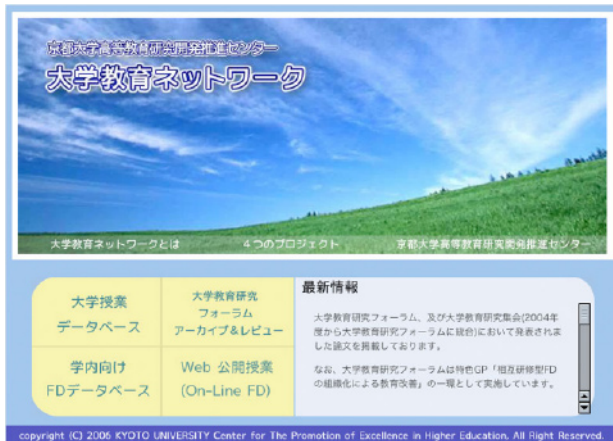 京都大学高等教育研究開発推進センター
大学教育ネットワーク
大学教育ネットワークとは 4つのプロジェクト 京都大学高等教育研究開発推進センター
大学授業
データベース
大学教育研究
フォーラム
アーカイブ&レビュー
学内向け
FDデータベース
Web 公開授業
(On-Line FD)
最新情報
大学教育研究フォーラム、及び大学教育研究集会(2004年
度から大学教育研究フォーラムに統合)において発表されま
した論文を掲載しております。
なお、大学教育研究フォーラムは特色GP「相互研修型FD
の組織化による教育改善」の一環として実施しています。
copyright (C) 2006 KYOTO UNIVERSITY Center for The Promotion of Excellence in Higher Education, All Right Reserved.